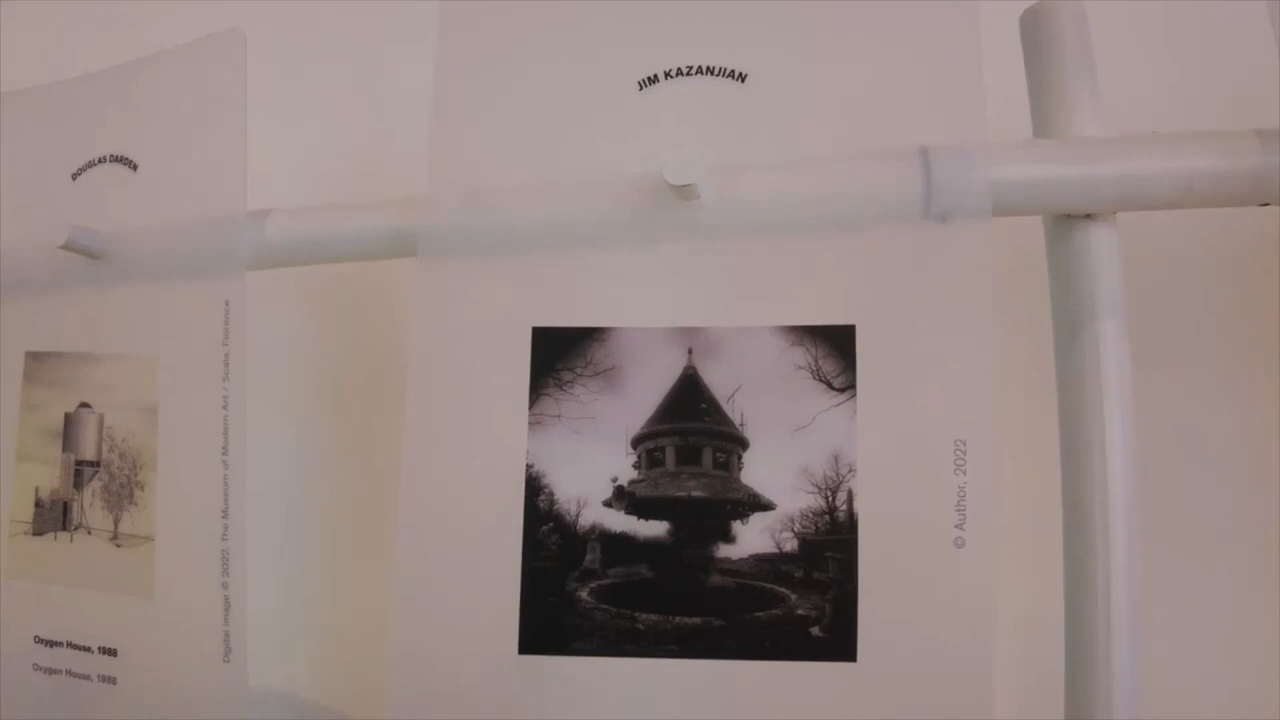 DOUGLAS DARDEN
Digital image © 2022, The Museum of Modern Art / Scala, Florence
Oxygen House, 1988
Oxygen House, 1988
JIM KAZANJIAN
© Author, 2022